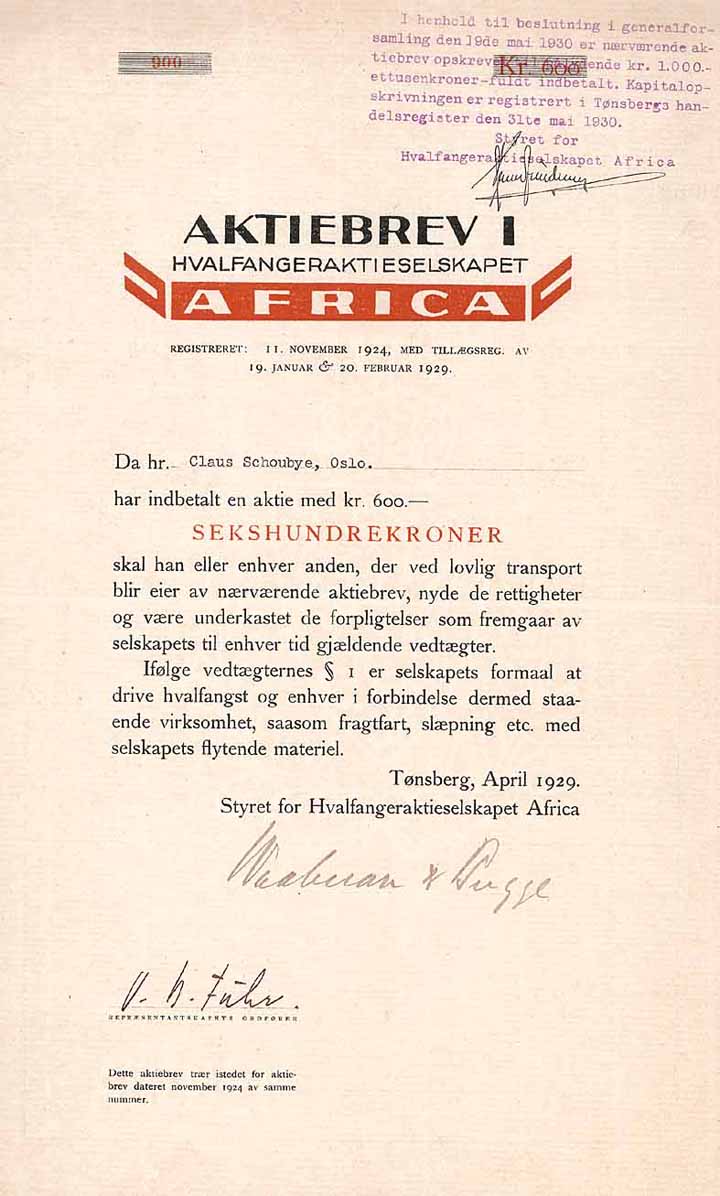 I henhold til beslutning i generalfor-
samling den 19de mai 1930 er nærværende ak-
tiebrev opskrevet til lydende kr. 1.000.-
ettusenkroner-fuldt indbetalt. Kapitalop-
skrivningen er registrert i Tønsbergs han-
delsregister den 31te mai 1930.
Styret for
Hvalfangeraktieselskapet Africa
900
Kr. 600
AKTIEBREV I
HVALFANGERAKTIESELSKAPET
AFRICA
REGISTRERET: 11. NOVEMBER 1924, MED TILLÆGSREG. AV
19. JANUAR & 20. FEBRUAR 1929.
Da hr. Claus Schoubye, Oslo.
har indbetalt en aktie med kr. 600.—
SEKSHUNDREKRONER
skal han eller enhver anden, der ved lovlig transport
blir eier av nærværende aktiebrev, nyde de rettigheter
og være underkastet de forpligtelser som fremgaar av
selskapets til enhver tid gjældende vedtægter.
Ifølge vedtægternes § 1 er selskapets formaal at
drive hvalfangst og enhver i forbindelse dermed staa-
ende virksomhet, saasom fragtfart, slæpning etc. med
selskapets flytende materiel.
Tønsberg, April 1929.
Styret for Hvalfangeraktieselskapet Africa
& Bugge
REPRÆSENTANTSKAPETS ORDFØRER
Dette aktiebrev trær istedet for aktie-
brev dateret november 1924 av samme
nummer.